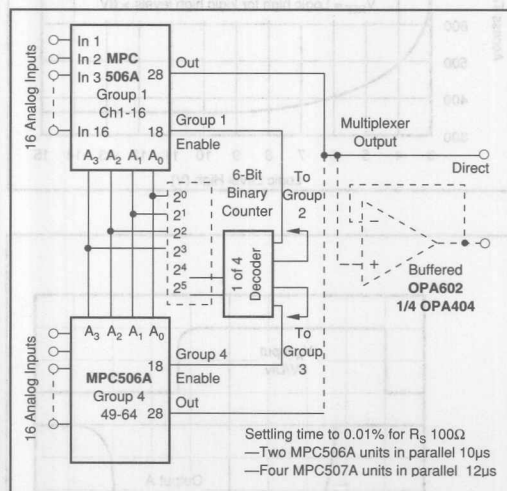 In 1
In 2
In 3
In 16
16 Analog Inputs
MPC
506A
Group 1
Ch1-16
28
Out
18
Group 1
Enable
A3 A2 A1 A0
6-Bit
Binary
Counter
2^0
2^1
2^2
2^3
2^4
2^5
1 of 4
Decoder
To
Group
2
To
Group
3
Multiplexer
Output
Direct
Buffered
OPA602
1/4 OPA404
A3 A2 A1 A0
16 Analog Inputs
MPC506A
Group 4
49-64
18
Group 4
Enable
28
Out
Settling time to 0.01% for RS 100Ω
—Two MPC506A units in parallel 10µs
—Four MPC507A units in parallel 12µs